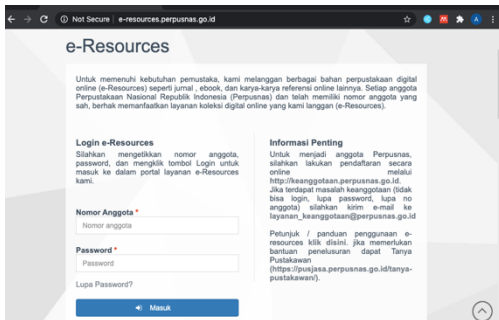 Not Secure | e-resources.perpusnas.go.id
e-Resources
Untuk memenuhi kebutuhan pemustaka, kami melanggan berbagai bahan perpustakaan digital
online (e-Resources) seperti jurnal , ebook, dan karya-karya referensi online lainnya. Setiap anggota
Perpustakaan Nasional Republik Indonesia (Perpusnas) dan telah memiliki nomor anggota yang
sah, berhak memanfaatkan layanan koleksi digital online yang kami langgan (e-Resources).
Login e-Resources
Silahkan mengetikkan nomor anggota,
password, dan mengklik tombol Login untuk
masuk ke dalam portal layanan e-Resources
kami.
Nomor Anggota *
Nomor anggota
Password *
Password
Lupa Password?
Masuk
Informasi Penting
Untuk menjadi anggota Perpusnas,
silahkan lakukan pendaftaran secara
online melalui
http://keanggotaan.perpusnas.go.id.
Jika terdapat masalah keanggotaan (tidak
bisa login, lupa password, lupa no
anggota) silahkan kirim e-mail ke
layanan_keanggotaan@perpusnas.go.id
Petunjuk / panduan penggunaan e-
resources klik disini. jika memerlukan
bantuan penelusuran dapat Tanya
Pustakawan
(https://pusjasa.perpusnas.go.id/tanya-
pustakawan/).